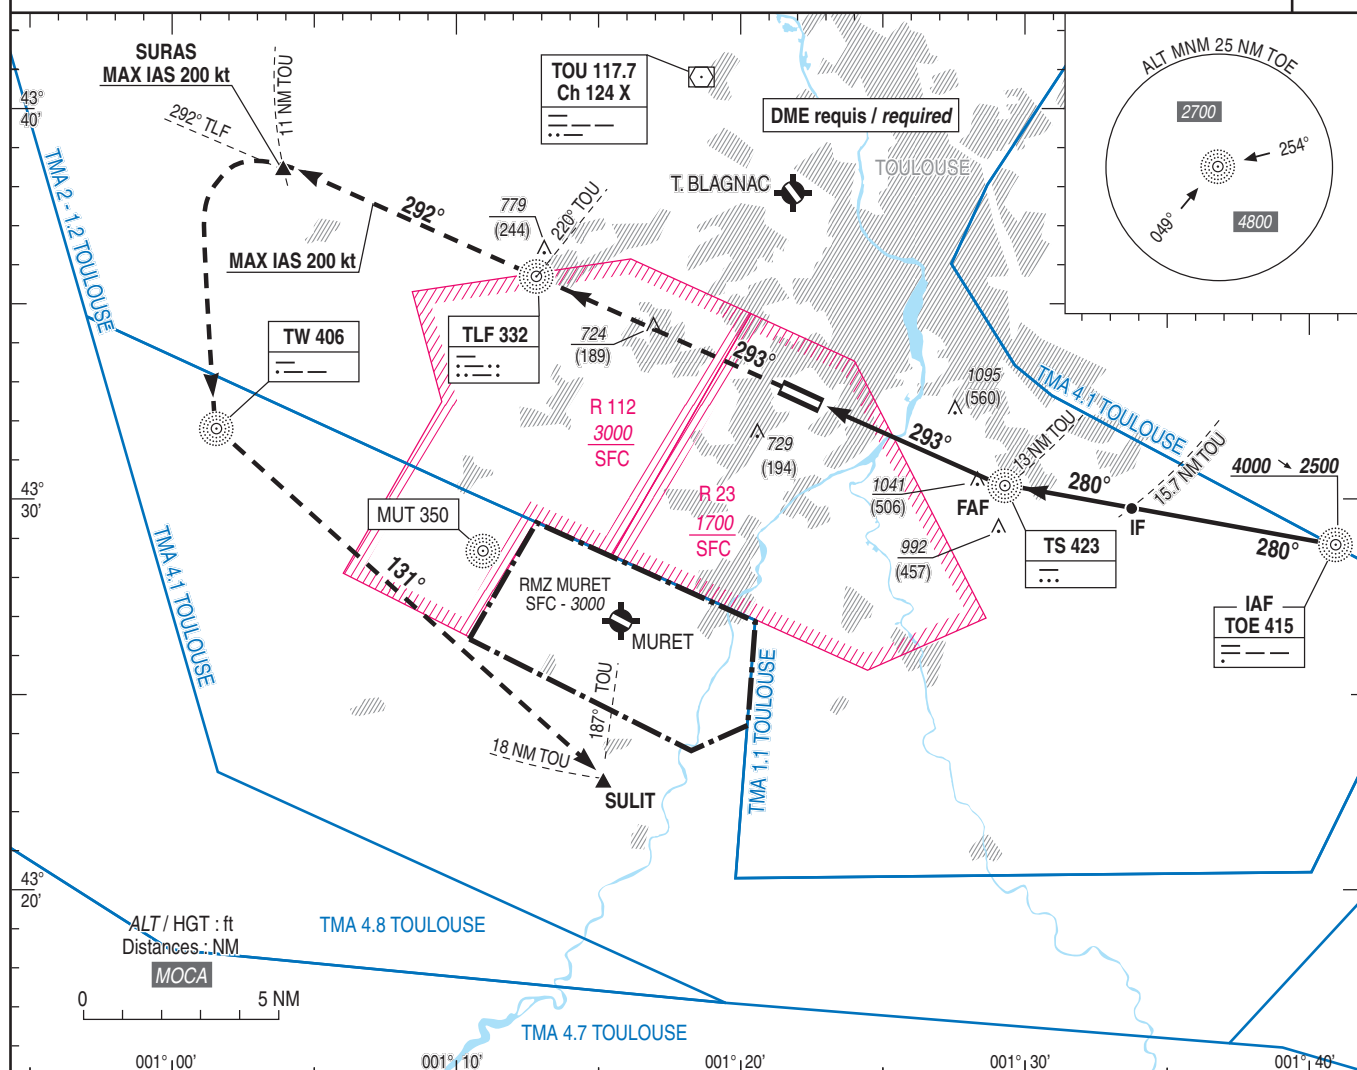 SURAS
MAX IAS 200 kt
292° TLF
11 NM TOU
TOU 117.7
Ch 124 X
DME requis / required
ALT MNM 25 NM TOE
2700
254°
049°
4800
43°
40'
TOULOUSE
T. BLAGNAC
TMA 2 - 1.2 TOULOUSE
292°
779
(244)
220° TOU
MAX IAS 200 kt
TW 406
TLF 332
724
(189)
293°
1095
(560)
TMA 4.1 TOULOUSE
R 112
3000
SFC
729
(194)
293°
13 NM TOU
15.7 NM TOU
4000 ➘ 2500
1041
(506)
FAF
280°
IF
280°
43°
30'
MUT 350
R 23
1700
SFC
992
(457)
TS 423
IAF
TOE 415
TMA 4.1 TOULOUSE
131°
RMZ MURET
SFC - 3000
MURET
187° TOU
18 NM TOU
SULIT
TMA 1.1 TOULOUSE
43°
20'
ALT / HGT : ft
Distances : NM
MOCA
0 5 NM
TMA 4.8 TOULOUSE
TMA 4.7 TOULOUSE
001° 00' 001° 10' 001° 20' 001° 30' 001° 40'